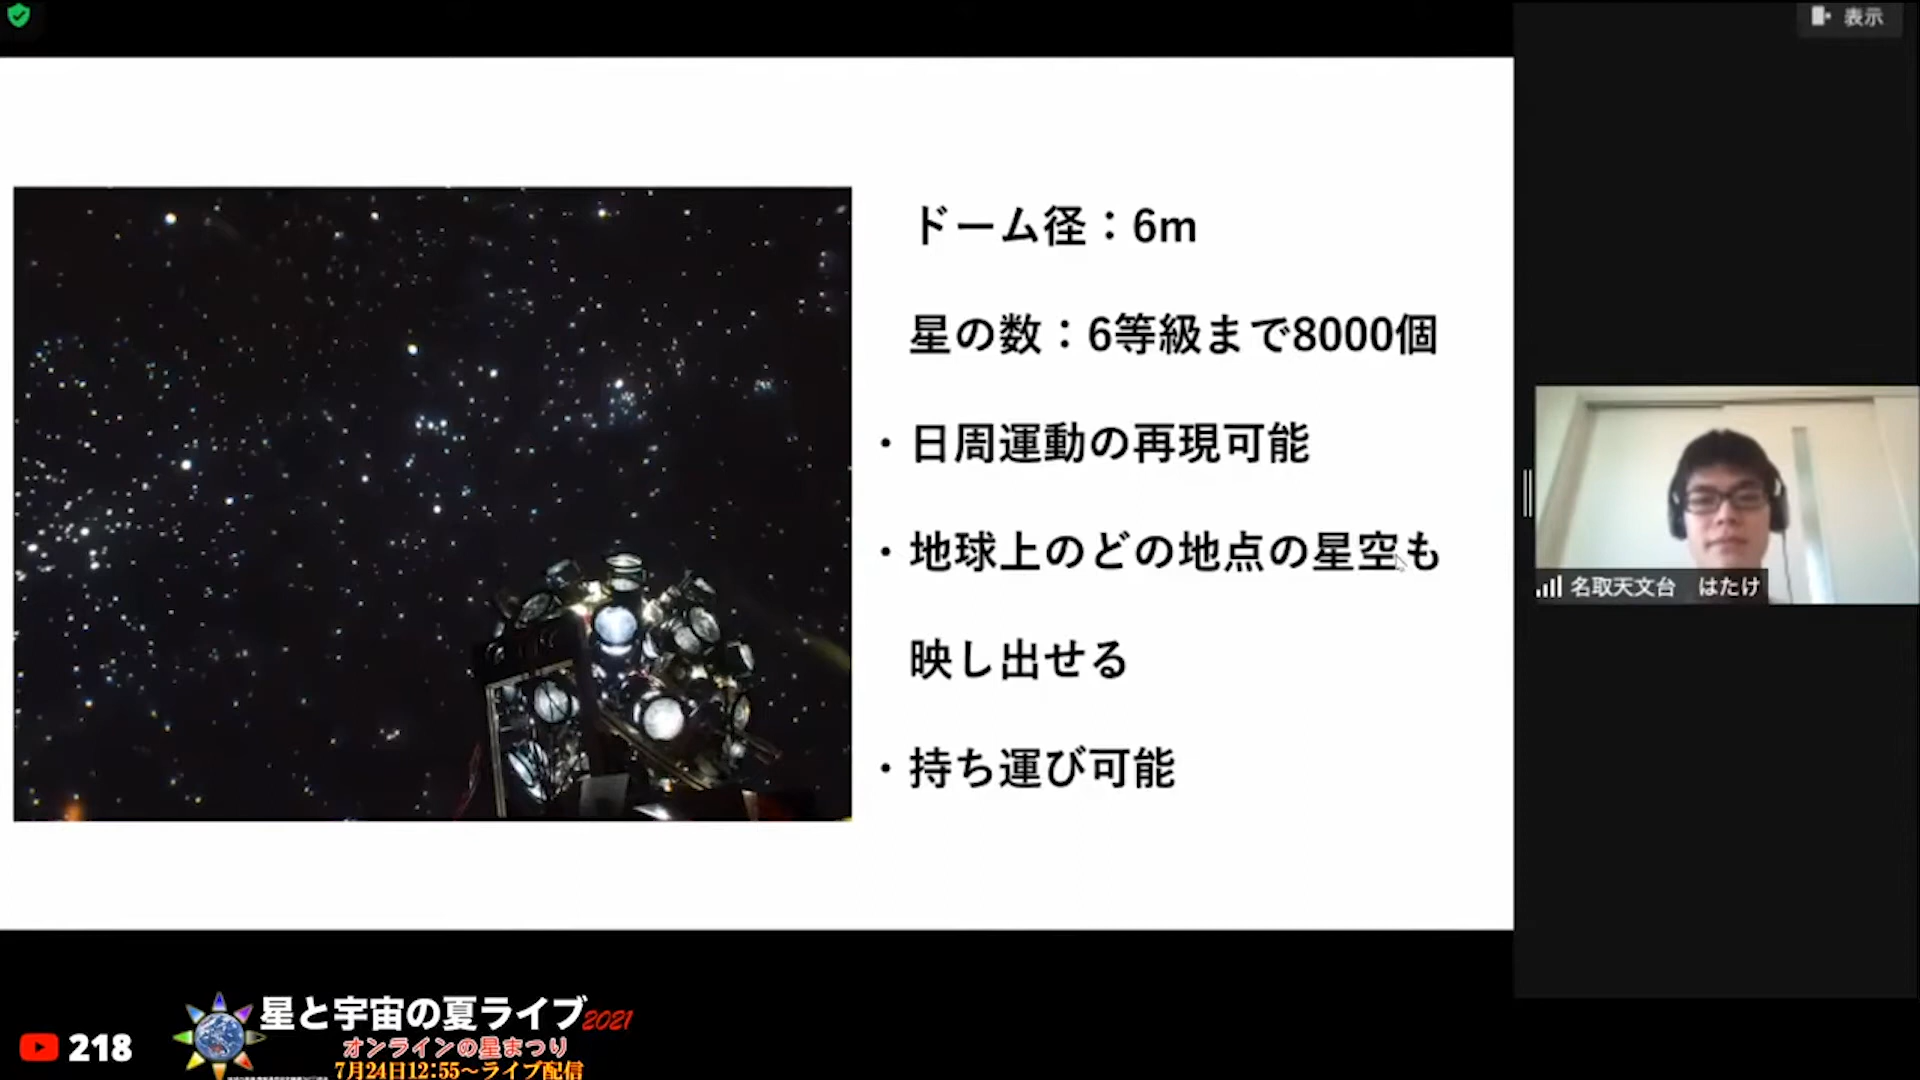 表示
ドーム径：6m
星の数：6等級まで8000個
・日周運動の再現可能
・地球上のどの地点の星空も
映し出せる
・持ち運び可能
名取天文台 はたけ
218
星と宇宙の夏ライブ2021
オンラインの星まつり
7月24日12:55～ライブ配信